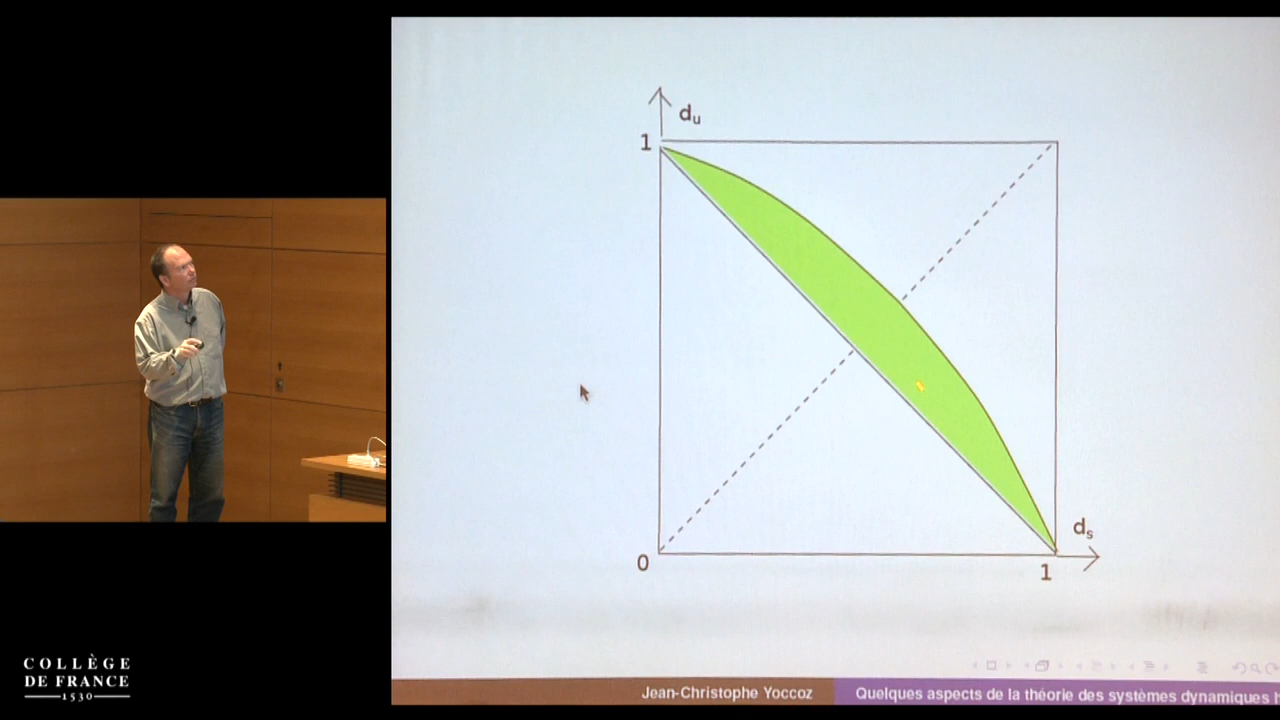 d_u
1
d_s
0
1
COLLÈGE
DE FRANCE
1530
Jean-Christophe Yoccoz
Quelques aspects de la théorie des systèmes dynamiques h